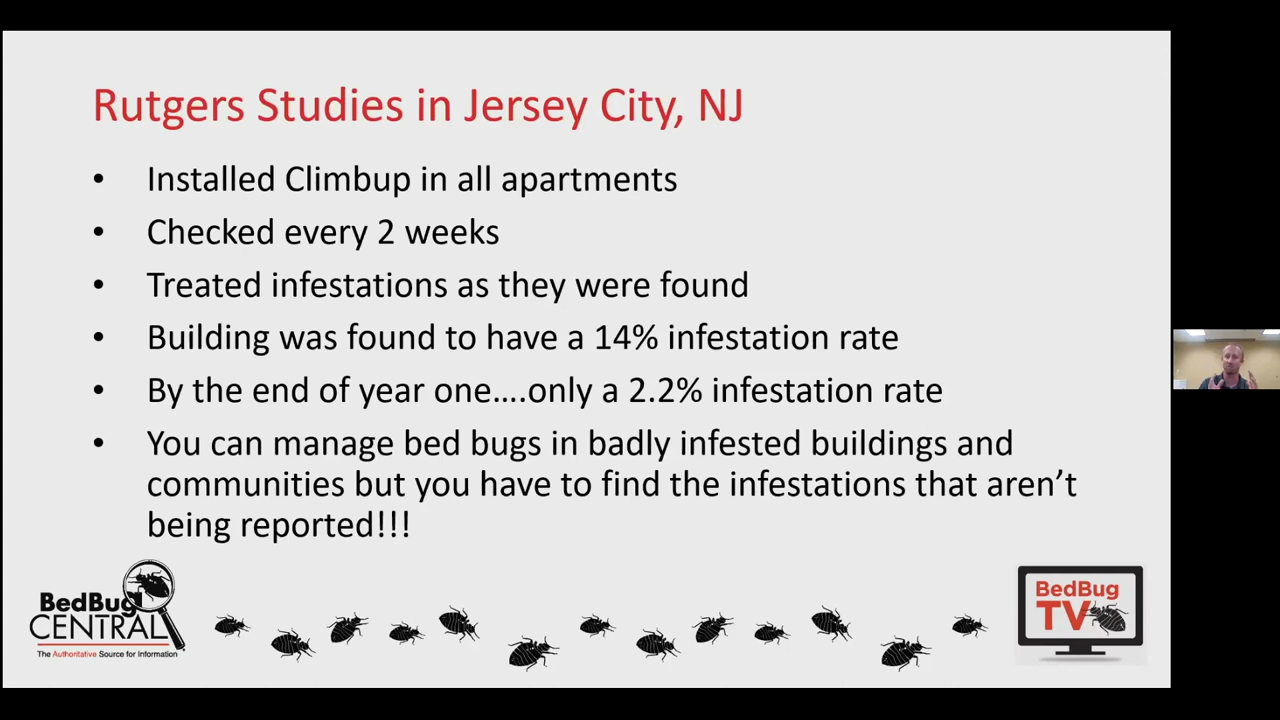 Rutgers Studies in Jersey City, NJ
• Installed Climbup in all apartments
• Checked every 2 weeks
• Treated infestations as they were found
• Building was found to have a 14% infestation rate
• By the end of year one….only a 2.2% infestation rate
• You can manage bed bugs in badly infested buildings and
communities but you have to find the infestations that aren’t
being reported!!!
BedBug
CENTRAL
The Authoritative Source for Information
BedBug
TV